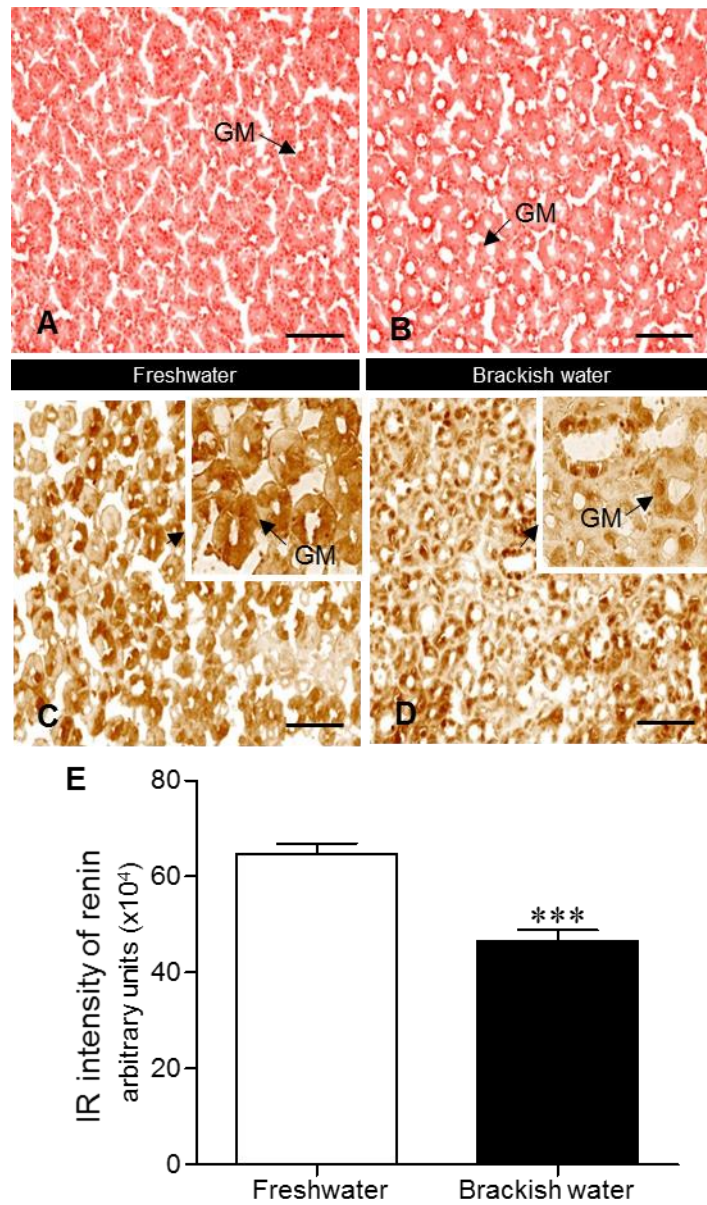 GM
GM
A
B
Freshwater
Brackish water
GM
GM
C
D
E
IR intensity of renin
arbitrary units (x10⁴)
80
60
40
20
0
***
Freshwater
Brackish water